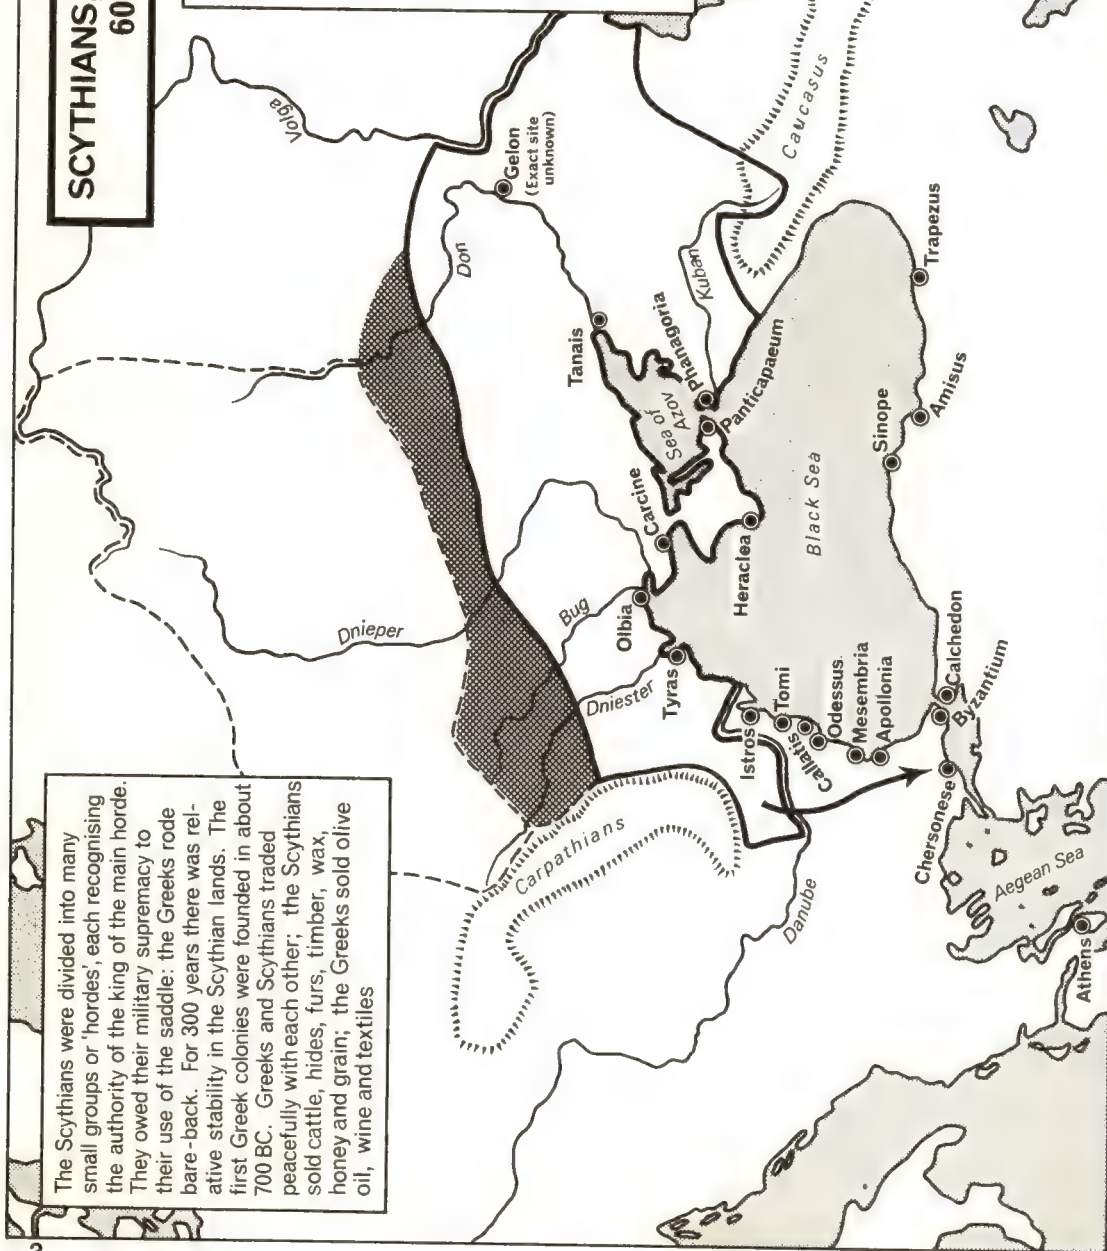 SCYTHIANS,
60
The Scythians were divided into many
small groups or 'hordes', each recognising
the authority of the king of the main horde.
They owed their military supremacy to
their use of the saddle: the Greeks rode
bare-back. For 300 years there was rel-
ative stability in the Scythian lands. The
first Greek colonies were founded in about
700 BC. Greeks and Scythians traded
peacefully with each other; the Scythians
sold cattle, hides, furs, timber, wax,
honey and grain; the Greeks sold olive
oil, wine and textiles
Volga
Gelon
(Exact site
unknown)
Don
Caucasus
Kuban
Tanais
Phanagoria
Sea of
Azov
Panticapaeum
Trapezus
Amisus
Sinope
Black Sea
Carcine
Heraclea
Dnieper
Bug
Olbia
Dniester
Tyras
Istros
Tomi
Callatis
Odessus
Mesembria
Apollonia
Calchedon
Byzantium
Carpathians
Danube
Chersonese
Aegean Sea
Athens